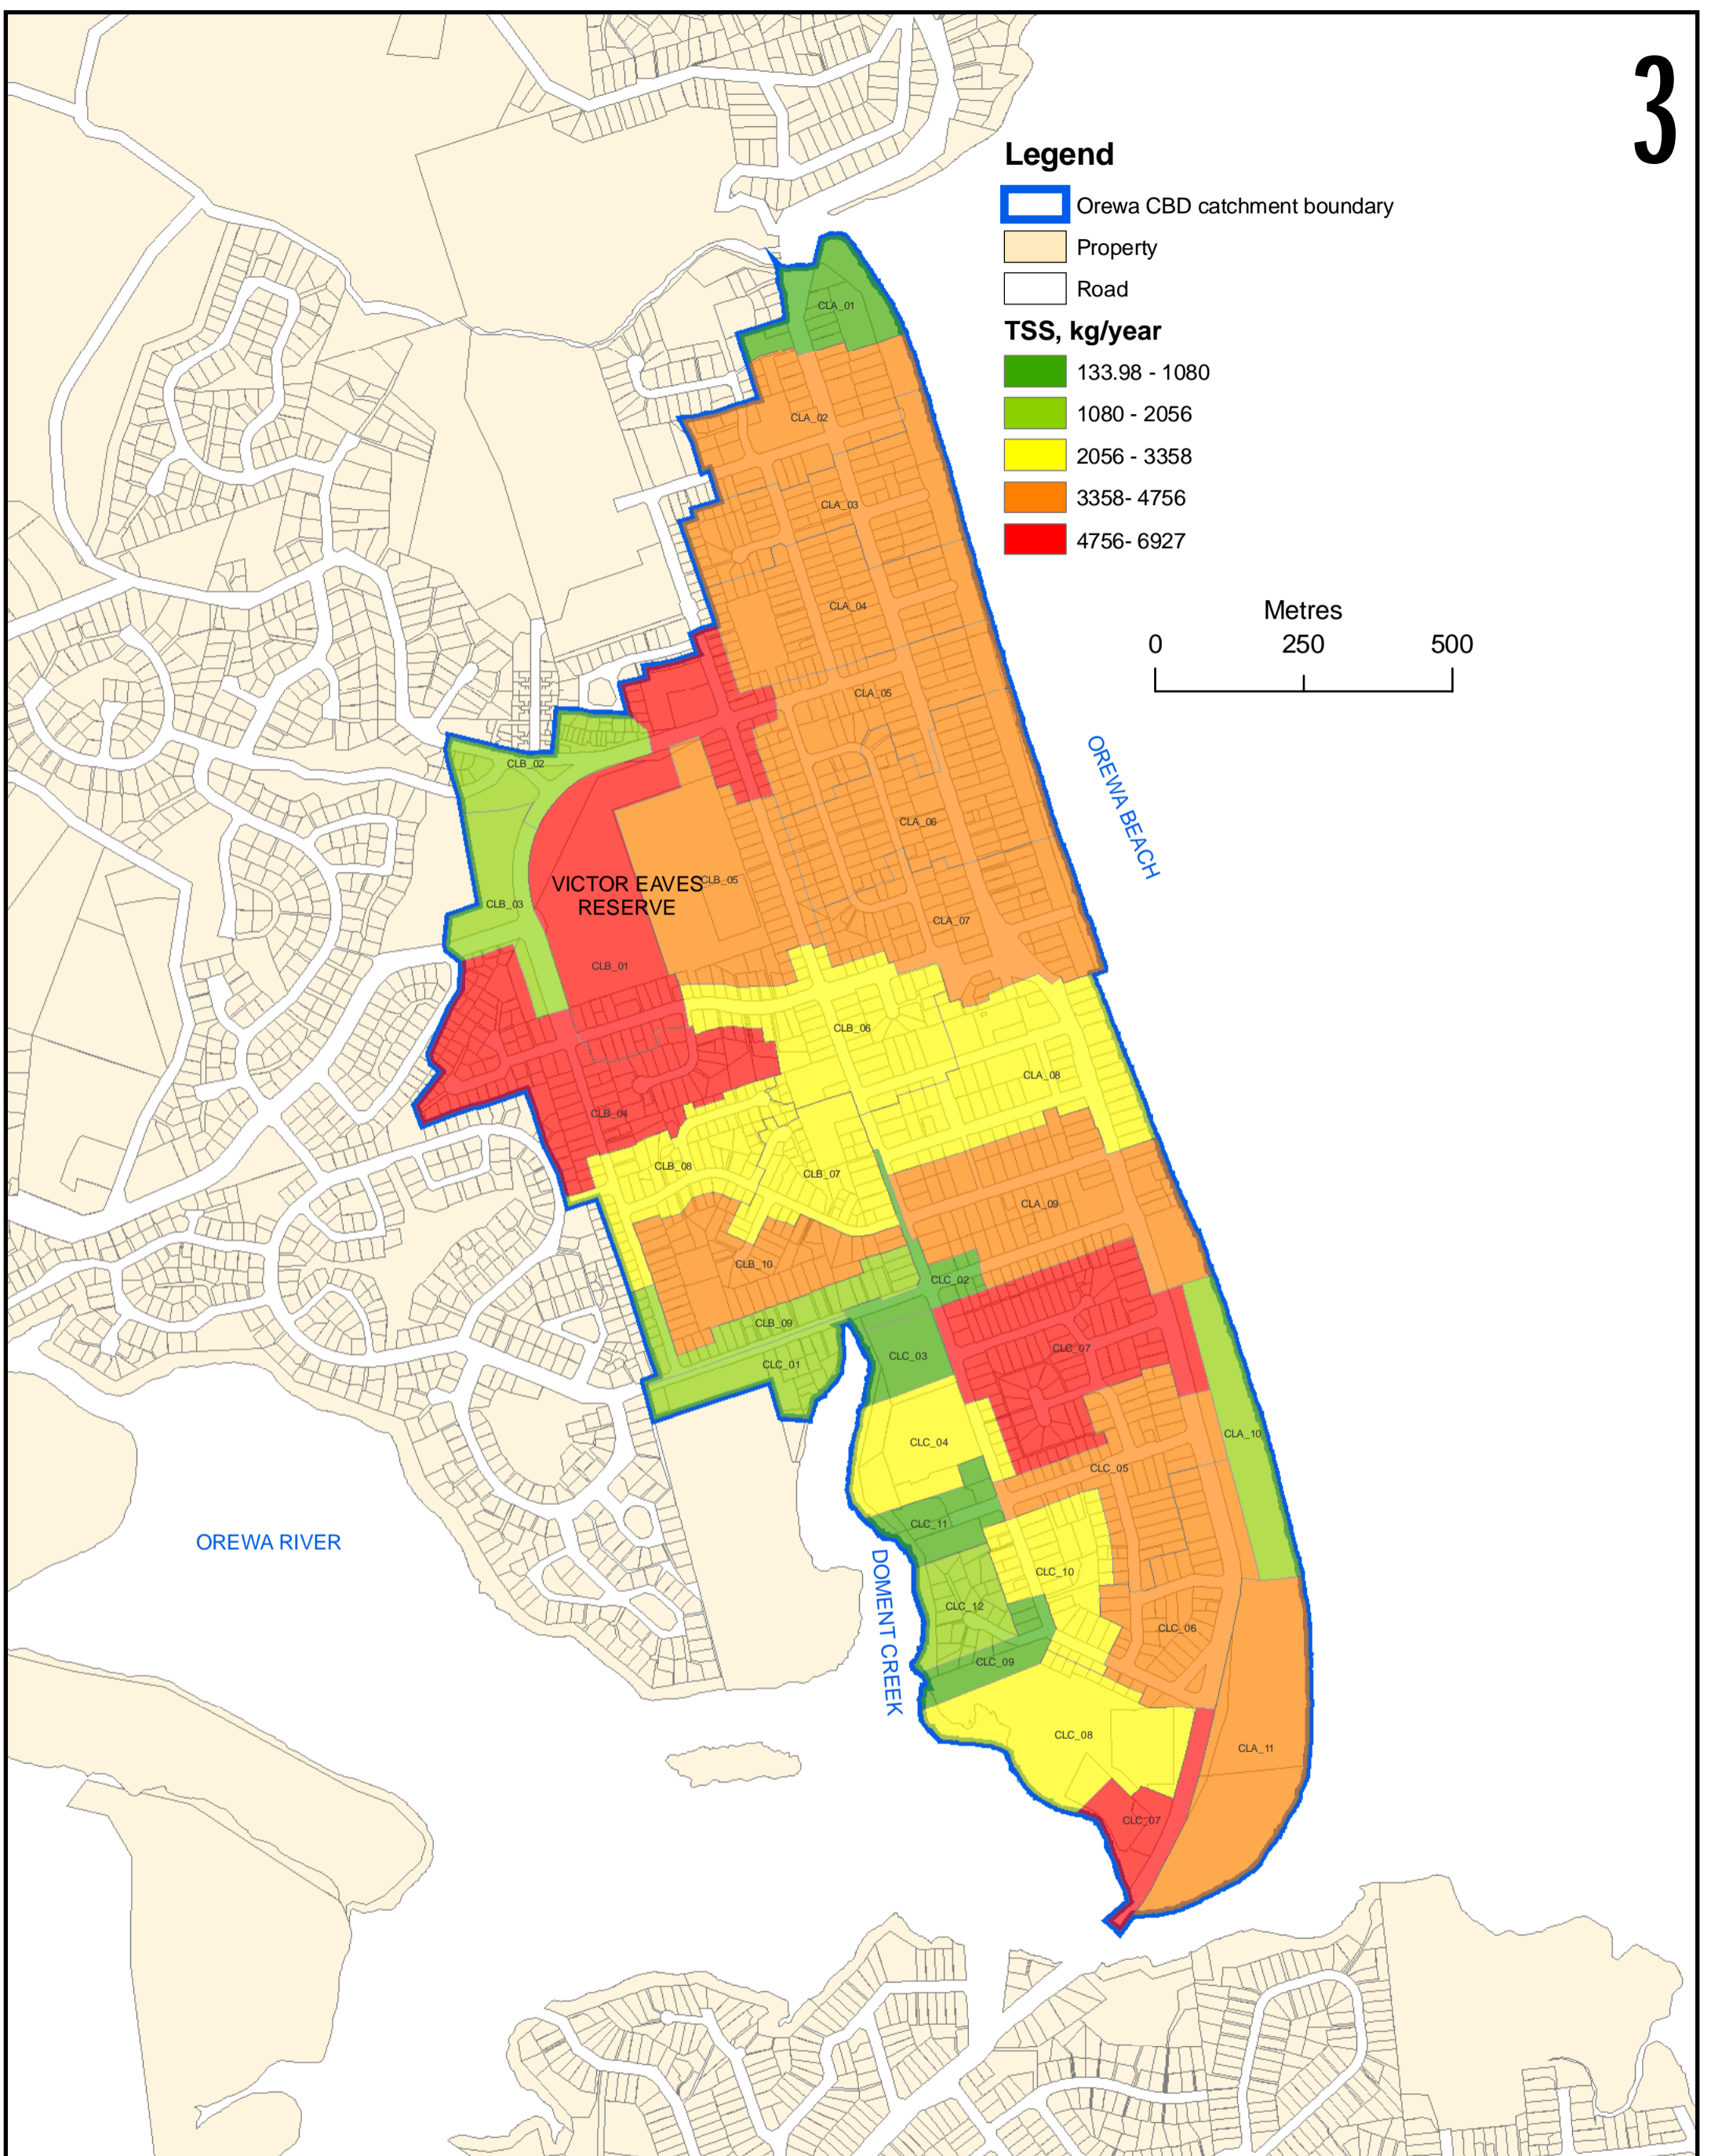 3
Legend
Orewa CBD catchment boundary
Property
Road
TSS, kg/year
133.98 - 1080
1080 - 2056
2056 - 3358
3358- 4756
4756- 6927
Metres
0 250 500
CLA_01
CLA_02
CLA_03
CLA_04
CLA_05
OREWA BEACH
CLB_02
CLA_06
VICTOR EAVES
RESERVE
CLB_05
CLB_03
CLA_07
CLB_01
CLB_06
CLA_08
CLB_04
CLB_08
CLB_07
CLA_09
CLB_10
CLC_02
CLB_09
CLC_07
CLC_03
CLC_01
CLA_10
CLC_04
CLC_05
CLC_11
OREWA RIVER
DOMENT CREEK
CLC_10
CLC_12
CLC_06
CLC_09
CLC_08
CLA_11
CLC_07